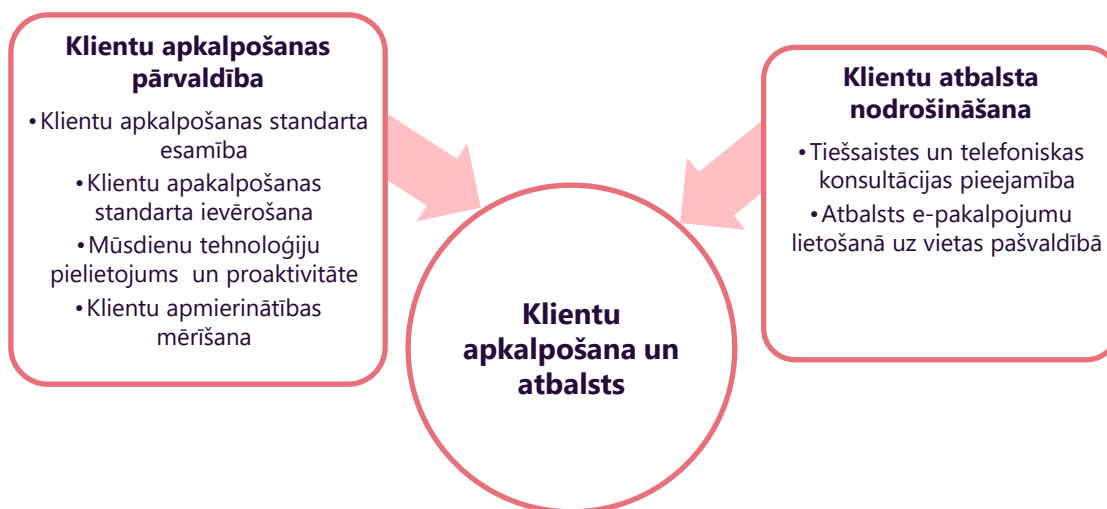 Klientu apkalpošanas
pārvaldība
•Klientu apkalpošanas standarta
esamība
•Klientu apakalpošanas
standarta ievērošana
•Mūsdienu tehnoloģiju
pielietojums  un proaktivitāte
•Klientu apmierinātības
mērīšana
Klientu atbalsta
nodrošināšana
•Tiešsaistes un telefoniskas
konsultācijas pieejamība
•Atbalsts e-pakalpojumu
lietošanā uz vietas pašvaldībā
Klientu
apkalpošana un
atbalsts